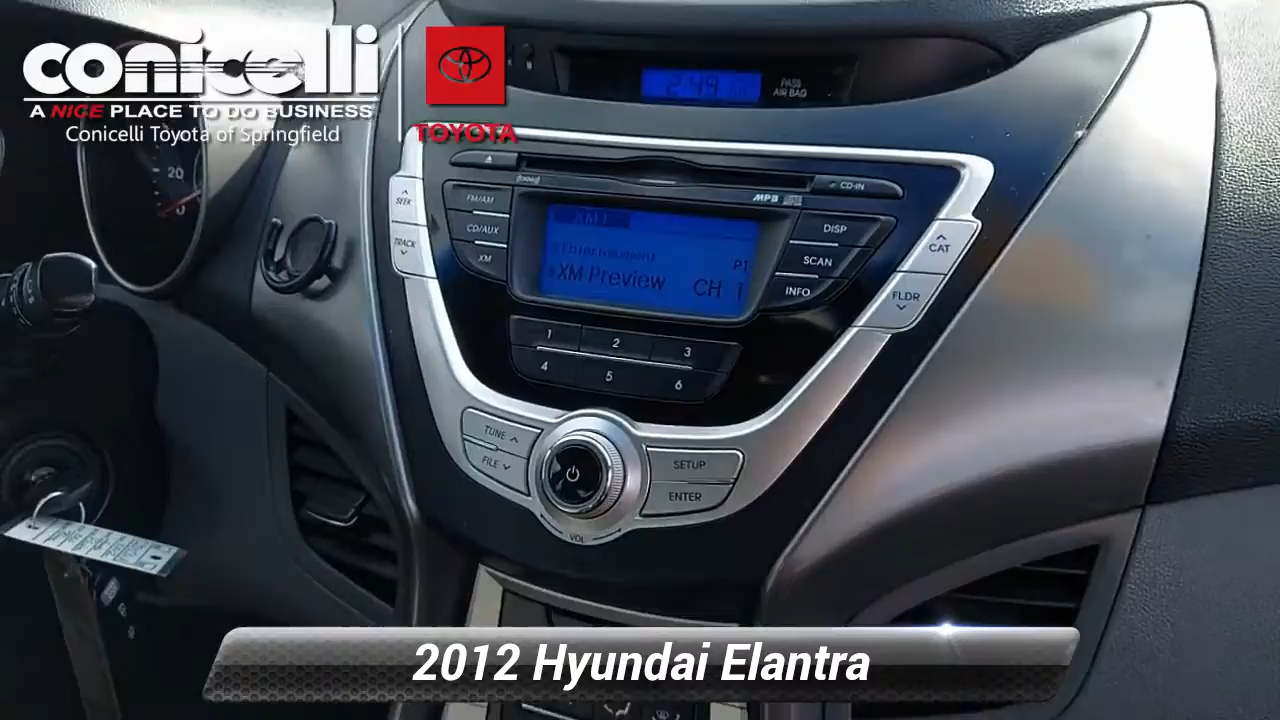 conicelli
A NICE PLACE TO DO BUSINESS
Conicelli Toyota of Springfield
TOYOTA
2:49
PASS
AIR BAG
20
0
CD-IN
MP3
SEEK
TRACK
FM/AM
CD/AUX
XM
XM1
Entertainment
P1
XM Preview
CH 1
DISP
SCAN
INFO
CAT
FLDR
1 2 3
4 5 6
TUNE
FILE
SETUP
ENTER
VOL
2012 Hyundai Elantra